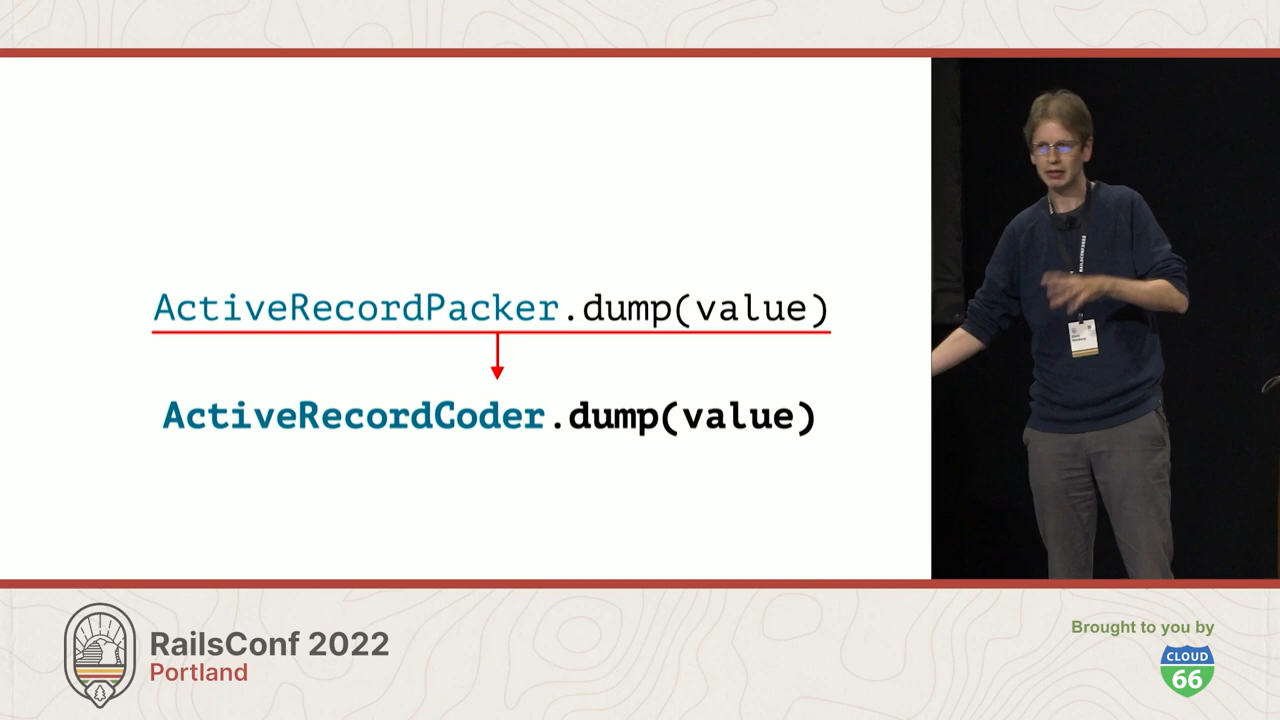 ActiveRecordPacker.dump(value)
ActiveRecordCoder.dump(value)
RailsConf 2022
Portland
Brought to you by
CLOUD
66